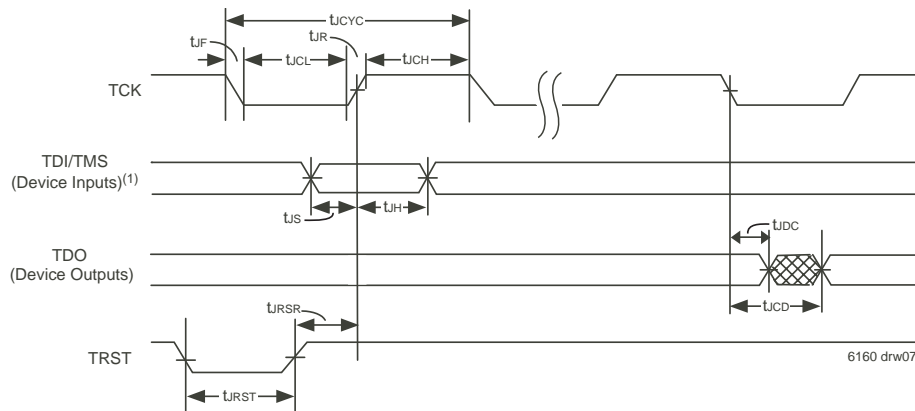 tJCYC
tJF
tJR
tJCL
tJCH
TCK
TDI/TMS
(Device Inputs)(1)
tJS
tJH
tJDC
TDO
(Device Outputs)
tJRSR
tJCD
TRST
6160 drw07
tJRST